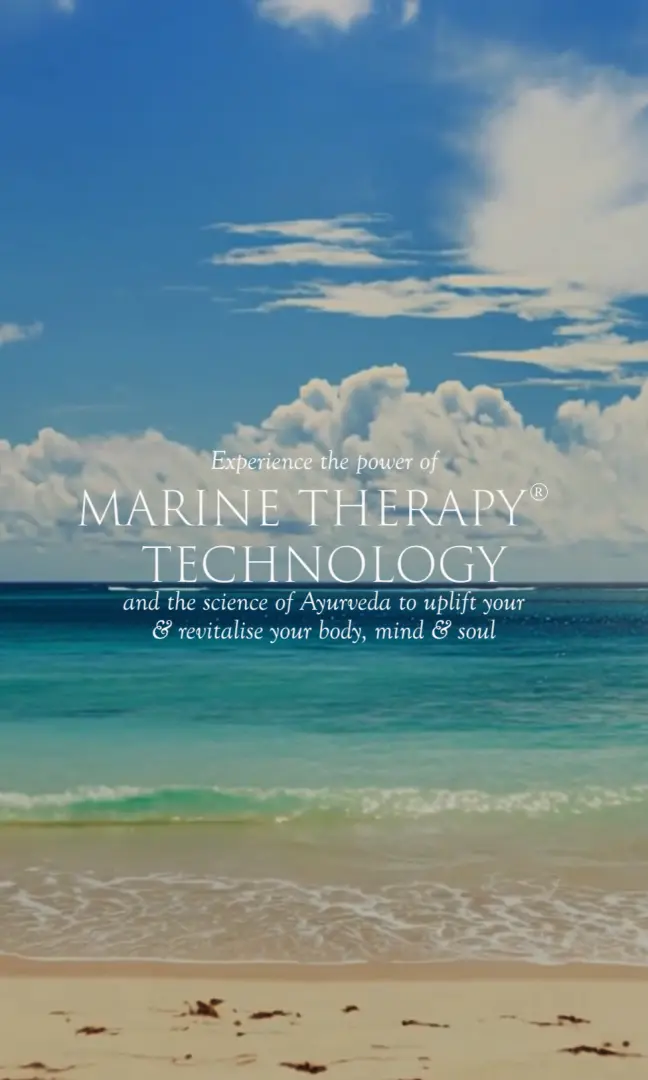 Experience the power of
MARINE THERAPY®
TECHNOLOGY
and the science of Ayurveda to uplift your
& revitalise your body, mind & soul